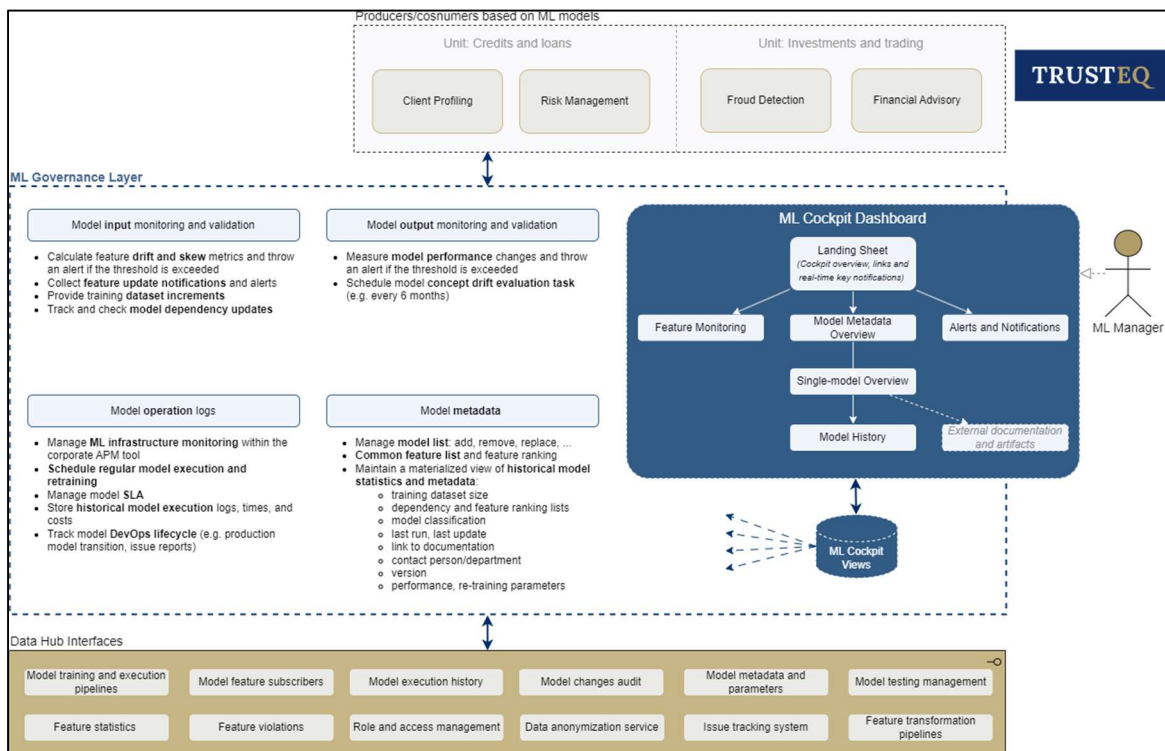 Producers/cosnumers based on ML models
Unit: Credits and loans
Unit: Investments and trading
Client Profiling
Risk Management
Froud Detection
Financial Advisory
TRUSTEQ
ML Governance Layer
Model input monitoring and validation
• Calculate feature drift and skew metrics and throw
an alert if the threshold is exceeded
• Collect feature update notifications and alerts
• Provide training dataset increments
• Track and check model dependency updates
Model output monitoring and validation
• Measure model performance changes and throw
an alert if the threshold is exceeded
• Schedule model concept drift evaluation task
(e.g. every 6 months)
Model operation logs
• Manage ML infrastructure monitoring within the
corporate APM tool
• Schedule regular model execution and
retraining
• Manage model SLA
• Store historical model execution logs, times, and
costs
• Track model DevOps lifecycle (e.g. production
model transition, issue reports)
Model metadata
• Manage model list: add, remove, replace, ...
• Common feature list and feature ranking
• Maintain a materialized view of historical model
statistics and metadata:
○ training dataset size
○ dependency and feature ranking lists
○ model classification
○ last run, last update
○ link to documentation
○ contact person/department
○ version
○ performance, re-training parameters
ML Cockpit Dashboard
Landing Sheet
(Cockpit overview, links and
real-time key notifications)
Feature Monitoring
Model Metadata
Overview
Alerts and Notifications
Single-model Overview
Model History
External documentation
and artifacts
ML Manager
ML Cockpit
Views
Data Hub Interfaces
Model training and execution
pipelines
Model feature subscribers
Model execution history
Model changes audit
Model metadata and
parameters
Model testing management
Feature statistics
Feature violations
Role and access management
Data anonymization service
Issue tracking system
Feature transformation
pipelines